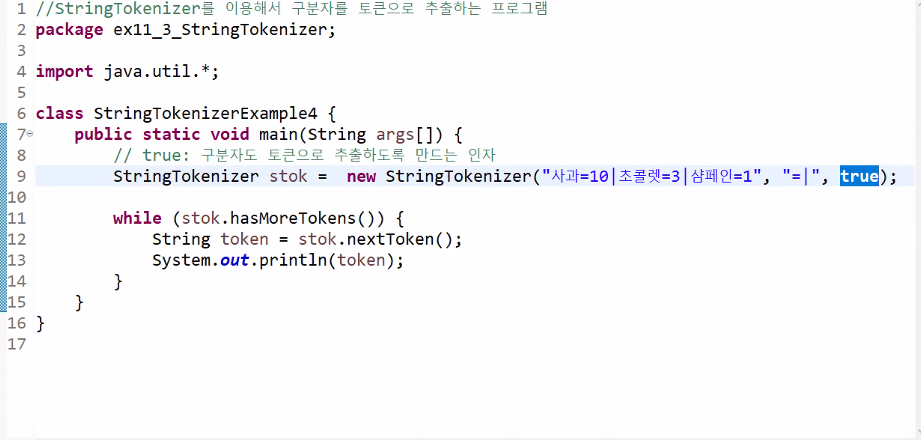 1 //StringTokenizer를 이용해서 구분자를 토큰으로 추출하는 프로그램
2 package ex11_3_StringTokenizer;
3
4 import java.util.*;
5
6 class StringTokenizerExample4 {
7 public static void main(String args[]) {
8 // true: 구분자도 토큰으로 추출하도록 만드는 인자
9 StringTokenizer stok =  new StringTokenizer("사과=10|초콜렛=3|샴페인=1", "=|", true);
10
11 while (stok.hasMoreTokens()) {
12 String token = stok.nextToken();
13 System.out.println(token);
14 }
15 }
16 }
17